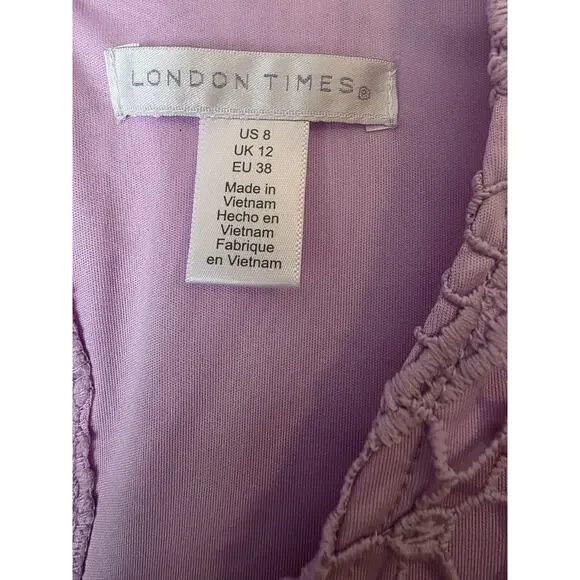 LONDON TIMES®
US 8
UK 12
EU 38
Made in
Vietnam
Hecho en
Vietnam
Fabrique
en Vietnam